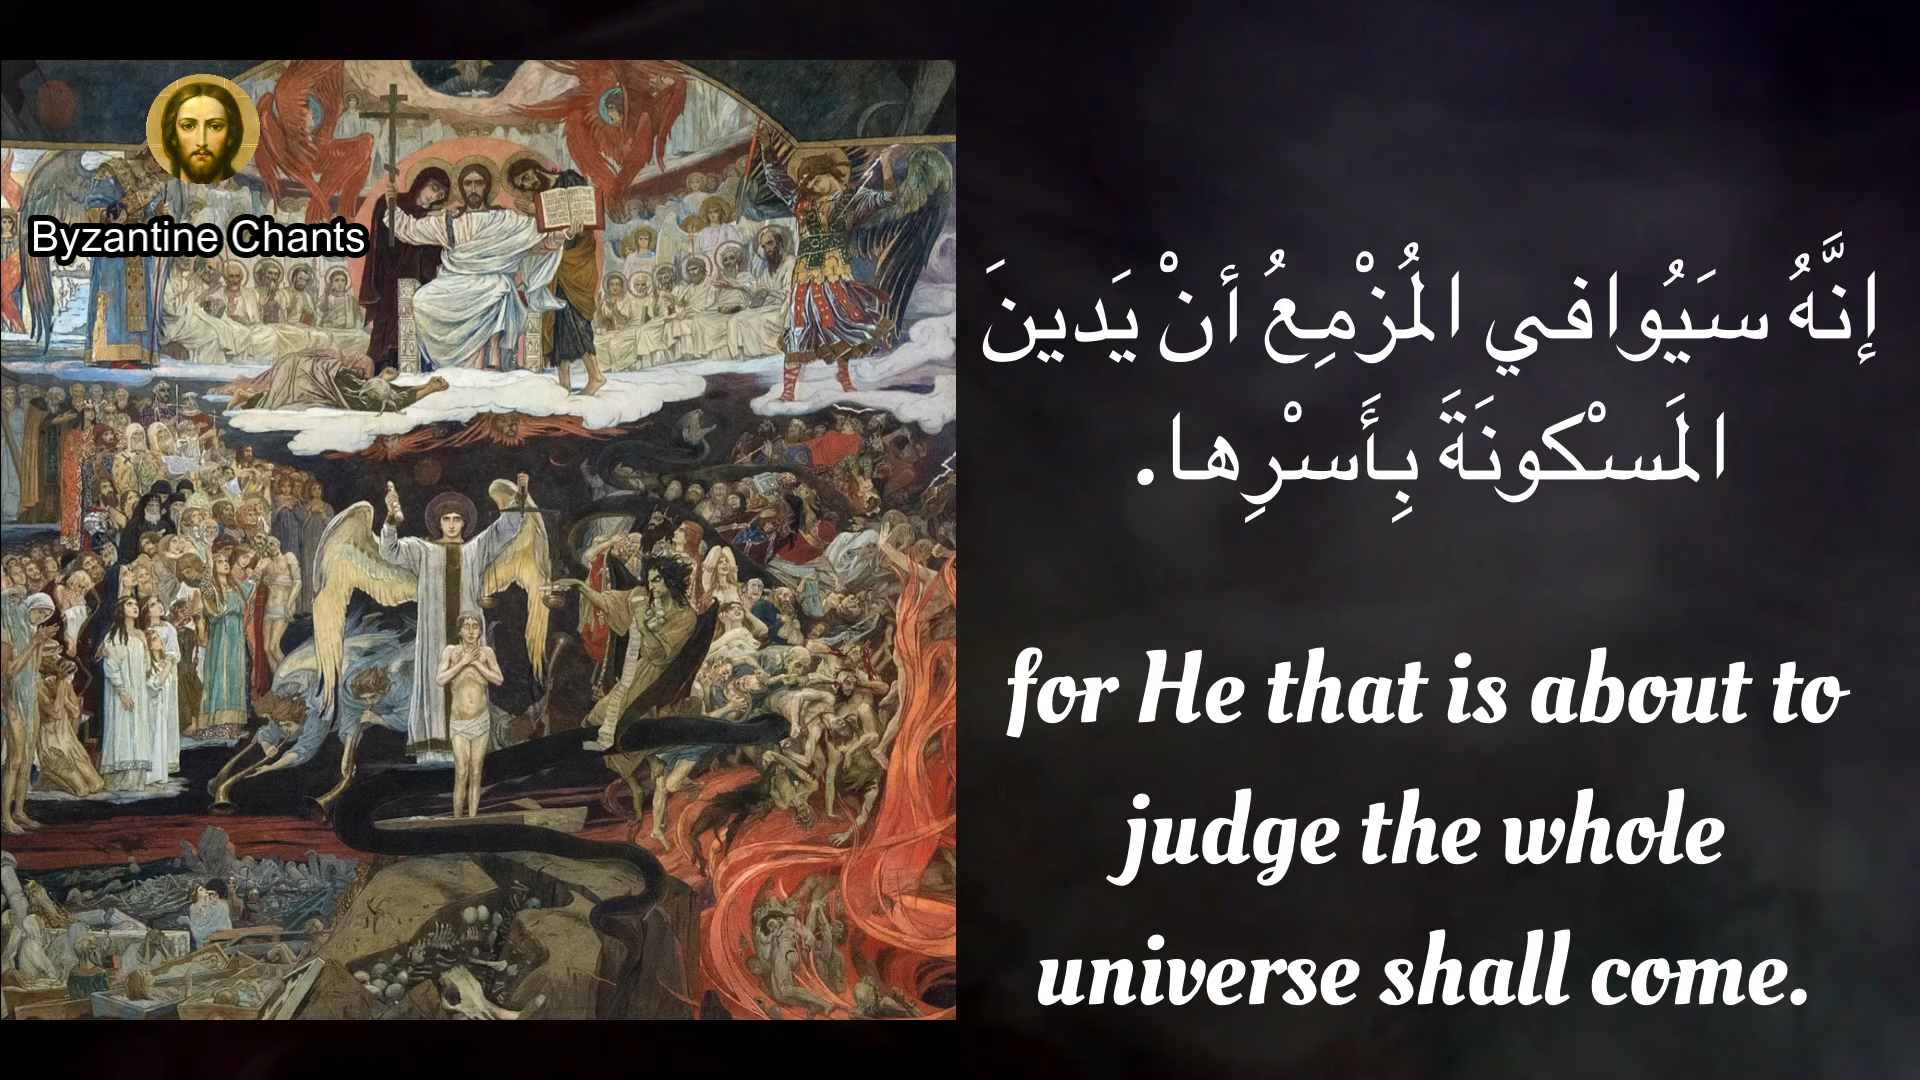 Byzantine Chants
إنَّهُ سيَُوافي المُزْمِعُ أنْ يَدينَ
المَسْكونَةَ بِأَسْرِها.
for He that is about to
judge the whole
universe shall come.